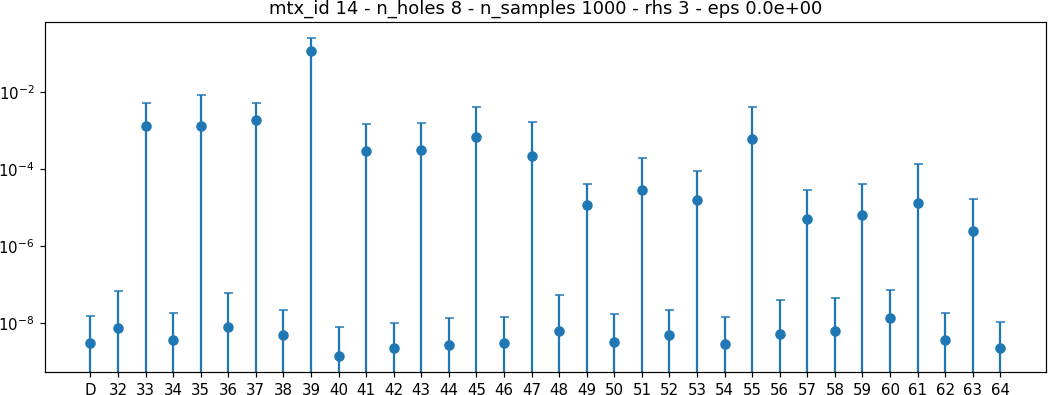 mtx_id 14 - n_holes 8 - n_samples 1000 - rhs 3 - eps 0.0e+00
10⁻²
10⁻⁴
10⁻⁶
10⁻⁸
D 32 33 34 35 36 37 38 39 40 41 42 43 44 45 46 47 48 49 50 51 52 53 54 55 56 57 58 59 60 61 62 63 64